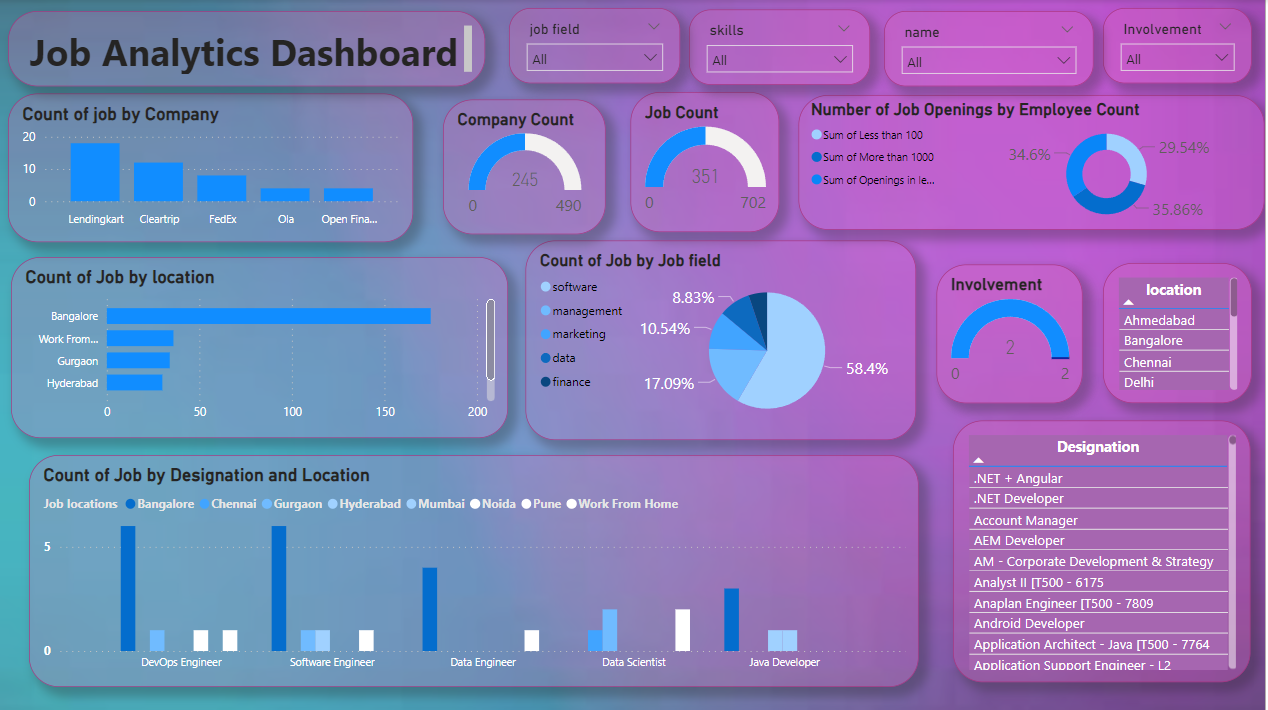 Job Analytics Dashboard
job field
All
skills
All
name
All
Involvement
All
Count of job by Company
20
10
0
Lendingkart Cleartrip FedEx Ola Open Fina...
Company Count
245
0 490
Job Count
351
0 702
Number of Job Openings by Employee Count
Sum of Less than 100
Sum of More than 1000
Sum of Openings in le...
34.6%
29.54%
35.86%
Count of Job by location
Bangalore
Work From...
Gurgaon
Hyderabad
0 50 100 150 200
Count of Job by Job field
software
management
marketing
data
finance
8.83%
10.54%
17.09%
58.4%
Involvement
2
0 2
location
Ahmedabad
Bangalore
Chennai
Delhi
Count of Job by Designation and Location
Job locations Bangalore Chennai Gurgaon Hyderabad Mumbai Noida Pune Work From Home
5
0
DevOps Engineer Software Engineer Data Engineer Data Scientist Java Developer
Designation
.NET + Angular
.NET Developer
Account Manager
AEM Developer
AM - Corporate Development & Strategy
Analyst II [T500 - 6175
Anaplan Engineer [T500 - 7809
Android Developer
Application Architect - Java [T500 - 7764
Application Support Engineer - L2